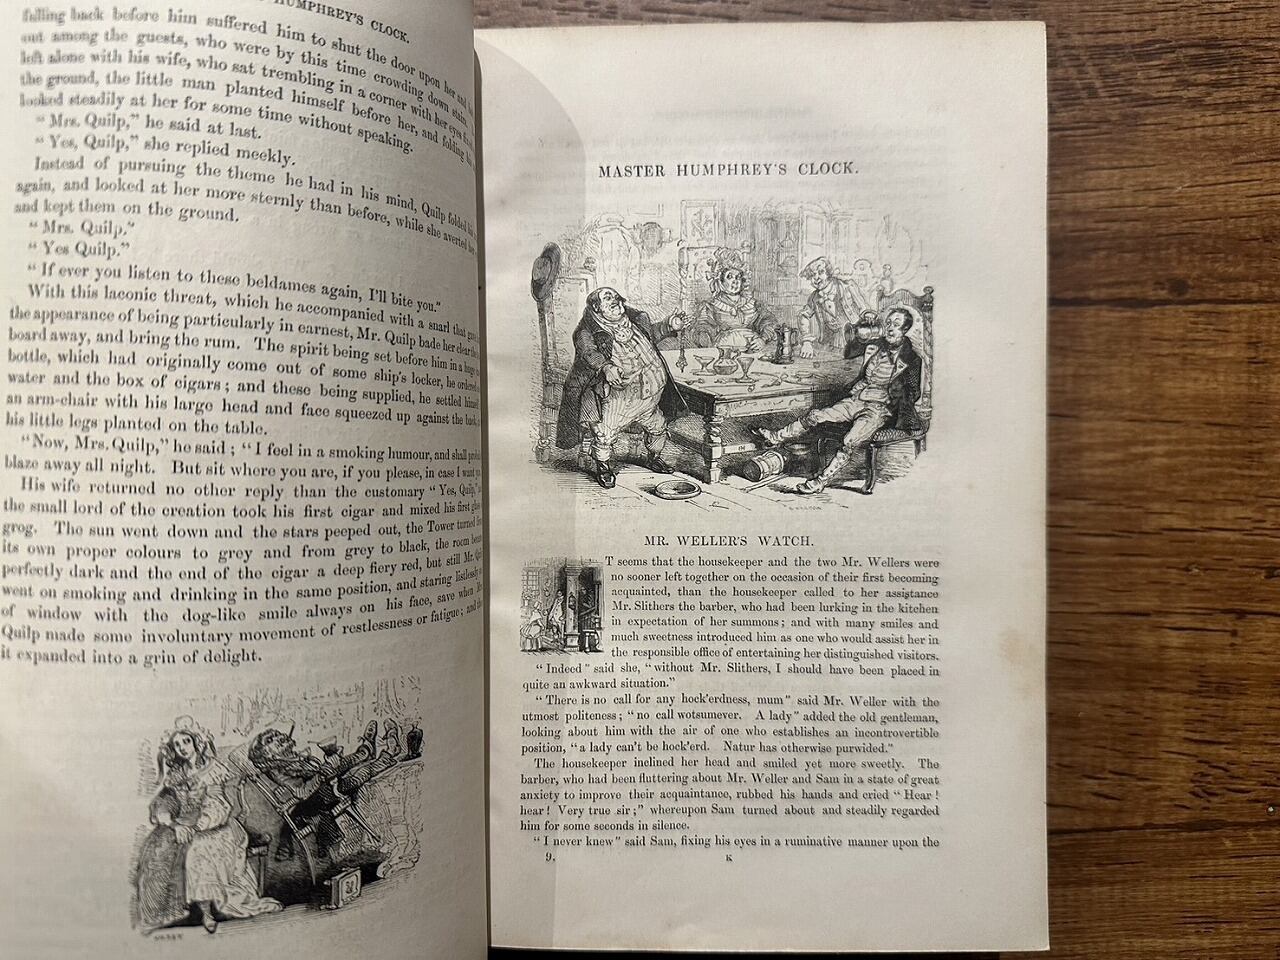 HUMPHREY'S CLOCK.
falling back before him suffered him to shut the door upon her and
out among the guests, who were by this time crowding down stairs
left alone with his wife, who sat trembling in a corner with her eyes
the ground, the little man planted himself before her, and folding his
looked steadily at her for some time without speaking.
"Mrs. Quilp," he said at last.
"Yes, Quilp," she replied meekly.
Instead of pursuing the theme he had in his mind, Quilp folded his
again, and looked at her more sternly than before, while she averted her
and kept them on the ground.
"Mrs. Quilp."
"Yes Quilp."
"If ever you listen to these beldames again, I'll bite you."
With this laconic threat, which he accompanied with a snarl that
the appearance of being particularly in earnest, Mr. Quilp bade her clear the
board away, and bring the rum. The spirit being set before him in a huge
bottle, which had originally come out of some ship's locker, he ordered
water and the box of cigars; and these being supplied, he settled himself
an arm-chair with his large head and face squeezed up against the back,
his little legs planted on the table.
"Now, Mrs. Quilp," he said; "I feel in a smoking humour, and shall
blaze away all night. But sit where you are, if you please, in case I want
His wife returned no other reply than the customary "Yes, Quilp,"
the small lord of the creation took his first cigar and mixed his first
grog. The sun went down and the stars peeped out, the Tower turned
its own proper colours to grey and from grey to black, the room
perfectly dark and the end of the cigar a deep fiery red, but still Mr.
went on smoking and drinking in the same position, and staring listlessly
of window with the dog-like smile always on his face, save when
Quilp made some involuntary movement of restlessness or fatigue; and
it expanded into a grin of delight.
MASTER HUMPHREY'S CLOCK.
MR. WELLER'S WATCH.
T seems that the housekeeper and the two Mr. Wellers were
no sooner left together on the occasion of their first becoming
acquainted, than the housekeeper called to her assistance
Mr. Slithers the barber, who had been lurking in the kitchen
in expectation of her summons; and with many smiles and
much sweetness introduced him as one who would assist her in
the responsible office of entertaining her distinguished visitors.
"Indeed" said she, "without Mr. Slithers, I should have been placed in
quite an awkward situation."
"There is no call for any hock'erdness, mum" said Mr. Weller with the
utmost politeness; "no call wotsumever. A lady" added the old gentleman,
looking about him with the air of one who establishes an incontrovertible
position, "a lady can't be hock'erd. Natur has otherwise purwided."
The housekeeper inclined her head and smiled yet more sweetly. The
barber, who had been fluttering about Mr. Weller and Sam in a state of great
anxiety to improve their acquaintance, rubbed his hands and cried "Hear!
hear! Very true sir;" whereupon Sam turned about and steadily regarded
him for some seconds in silence.
"I never knew" said Sam, fixing his eyes in a ruminative manner upon the
9. K